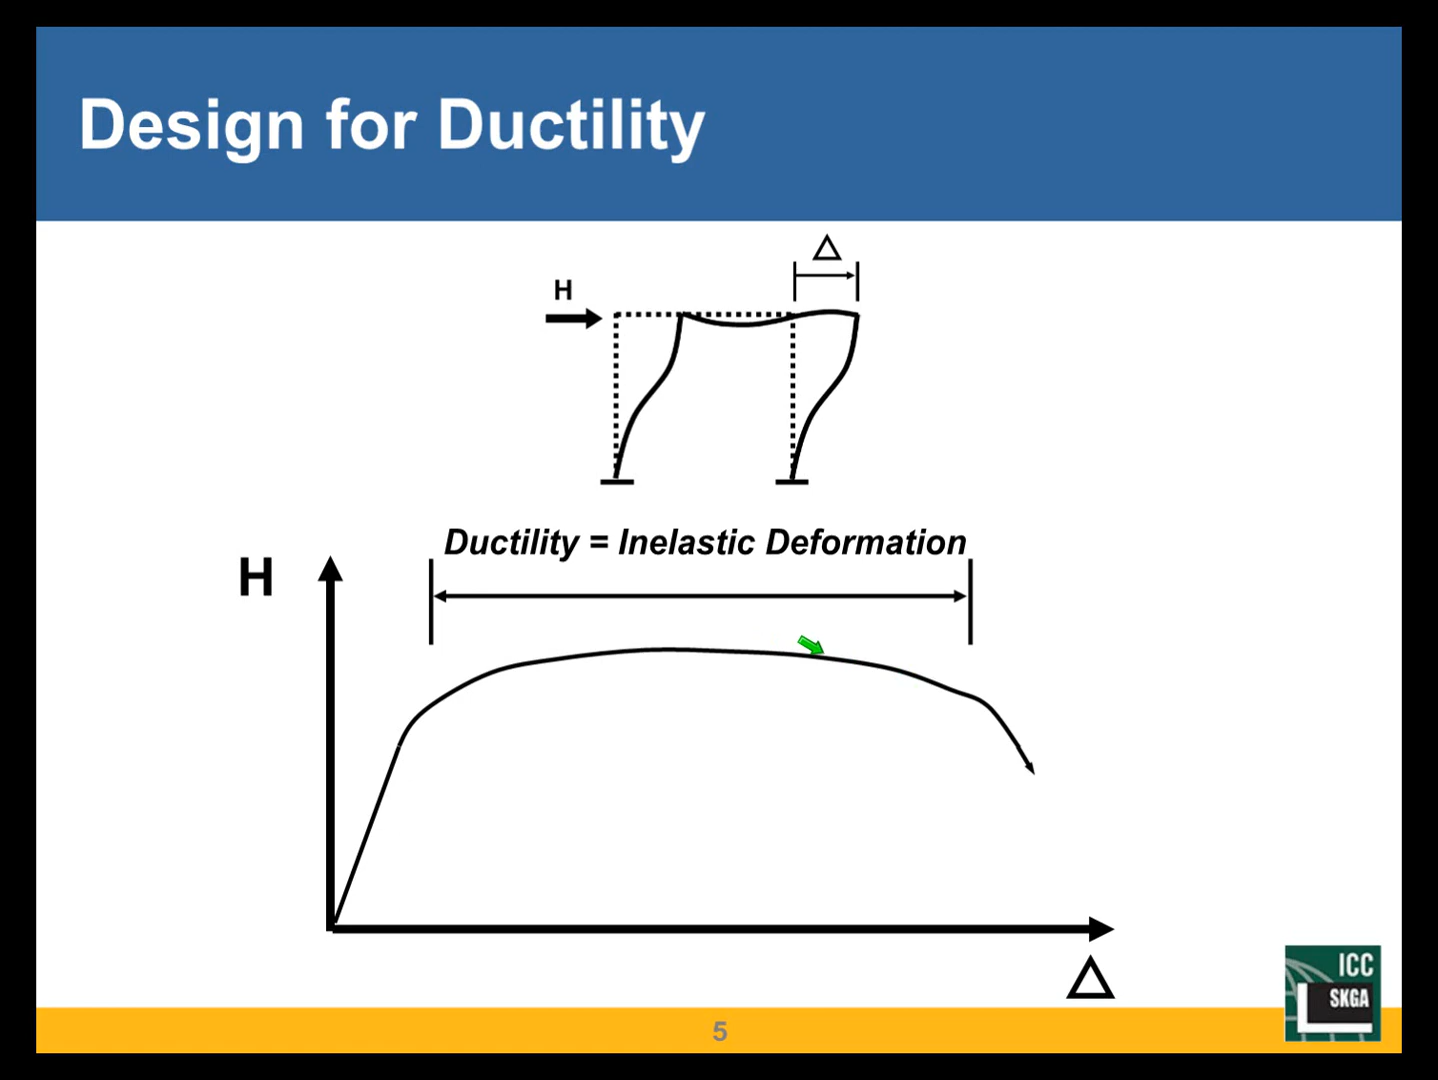 Design for Ductility
Δ
H
Ductility = Inelastic Deformation
H
Δ
ICC
SKGA
5